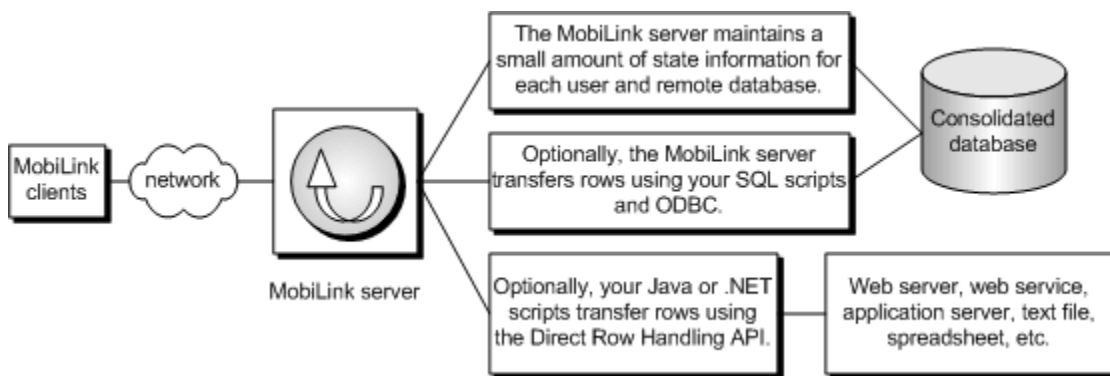 MobiLink
clients
network
MobiLink server
The MobiLink server maintains a
small amount of state information for
each user and remote database.
Optionally, the MobiLink server
transfers rows using your SQL scripts
and ODBC.
Optionally, your Java or .NET
scripts transfer rows using
the Direct Row Handling API.
Consolidated
database
Web server, web service,
application server, text file,
spreadsheet, etc.